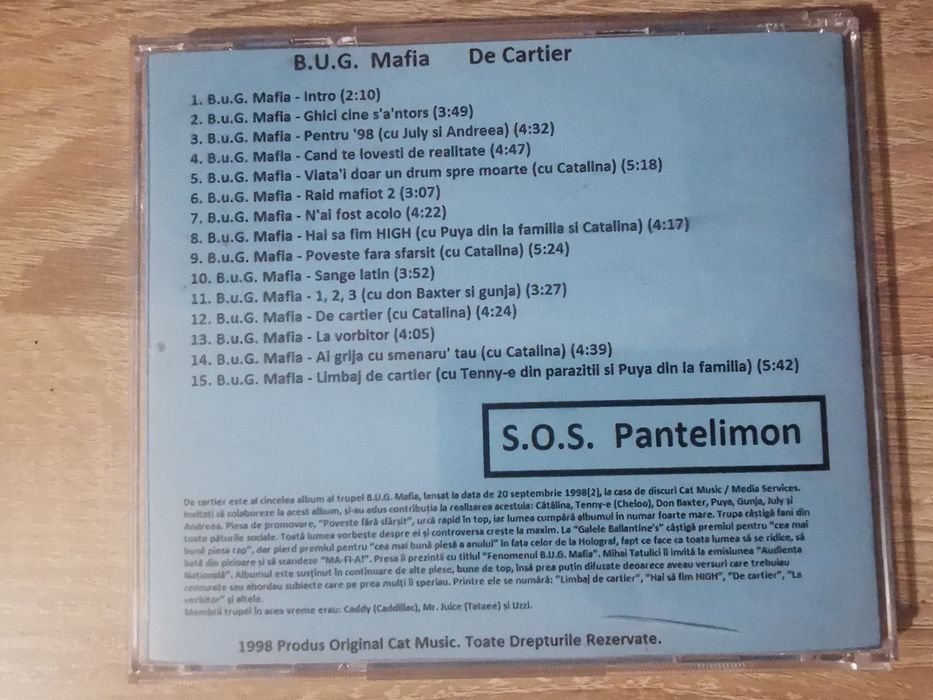 B.U.G. Mafia De Cartier
1. B.u.G. Mafia - Intro (2:10)
2. B.u.G. Mafia - Ghici cine s'a'ntors (3:49)
3. B.u.G. Mafia - Pentru '98 (cu July si Andreea) (4:32)
4. B.u.G. Mafia - Cand te lovesti de realitate (4:47)
5. B.u.G. Mafia - Viata'i doar un drum spre moarte (cu Catalina) (5:18)
6. B.u.G. Mafia - Raid mafiot 2 (3:07)
7. B.u.G. Mafia - N'ai fost acolo (4:22)
8. B.u.G. Mafia - Hai sa fim HIGH (cu Puya din la familia si Catalina) (4:17)
9. B.u.G. Mafia - Poveste fara sfarsit (cu Catalina) (5:24)
10. B.u.G. Mafia - Sange latin (3:52)
11. B.u.G. Mafia - 1, 2, 3 (cu don Baxter si gunja) (3:27)
12. B.u.G. Mafia - De cartier (cu Catalina) (4:24)
13. B.u.G. Mafia - La vorbitor (4:05)
14. B.u.G. Mafia - Ai grija cu smenaru' tau (cu Catalina) (4:39)
15. B.u.G. Mafia - Limbaj de cartier (cu Tenny-e din parazitii si Puya din la familia) (5:42)
S.O.S. Pantelimon
De cartier este al cincelea album al trupei B.U.G. Mafia, lansat la data de 20 septembrie 1998[2], la casa de discuri Cat Music / Media Services.
Invitați să colaboreze la acest album, și-au adus contribuția la realizarea acestuia: Cătălina, Tenny-e (Cheloo), Don Baxter, Puya, Gunja, July și
Andreea. Piesa de promovare, "Poveste fără sfârșit", urcă rapid în top, iar lumea cumpără albumul în numar foarte mare. Trupa câștigă fani din
toate păturile sociale. Toată lumea vorbește despre ei și controversa crește la maxim. La "Galele Ballantine's" câștigă premiul pentru "cea mai
bună piesa rap", dar pierd premiul pentru "cea mai bună piesă a anului" în fața celor de la Holograf, fapt ce face ca toata lumea să se ridice, să
bată din picioare și să scandeze "MA-FI-A!". Presa îi prezintă cu titlul "Fenomenul B.U.G. Mafia". Mihai Tatulici îi invită la emisiunea "Audiența
Națională". Albumul este susținut în continuare de alte piese, bune de top, însă prea puțin difuzate deoarece aveau versuri care trebuiau
cenzurate sau abordau subiecte care pe prea mulți îi speriau. Printre ele se numără: "Limbaj de cartier", "Hai să fim HIGH", "De cartier", "La
vorbitor" și altele.
Membrii trupei în acea vreme erau: Caddy (Caddillac), Mr. Juice (Tataee) și Uzzi.
1998 Produs Original Cat Music. Toate Drepturile Rezervate.